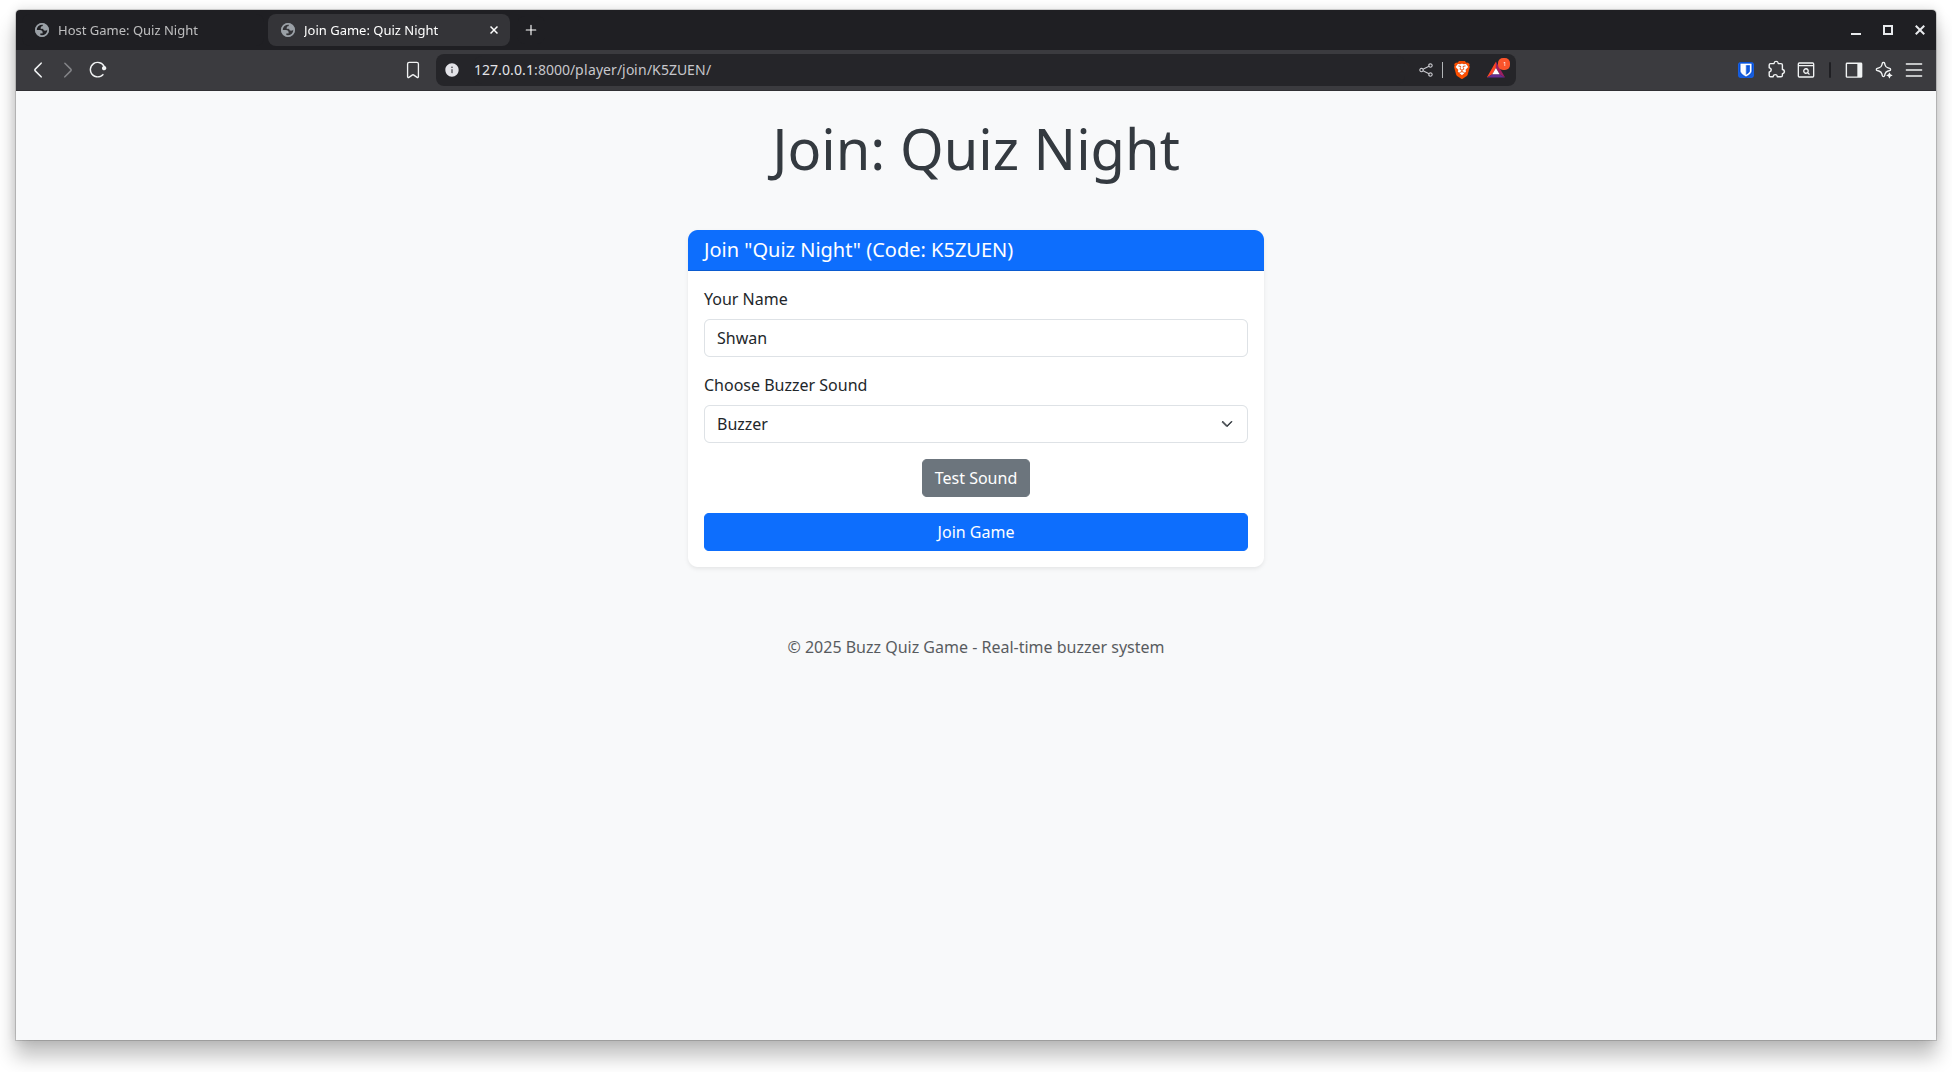 Host Game: Quiz Night
Join Game: Quiz Night
127.0.0.1:8000/player/join/K5ZUEN/
Join: Quiz Night
Join "Quiz Night" (Code: K5ZUEN)
Your Name
Shwan
Choose Buzzer Sound
Buzzer
Test Sound
Join Game
© 2025 Buzz Quiz Game - Real-time buzzer system